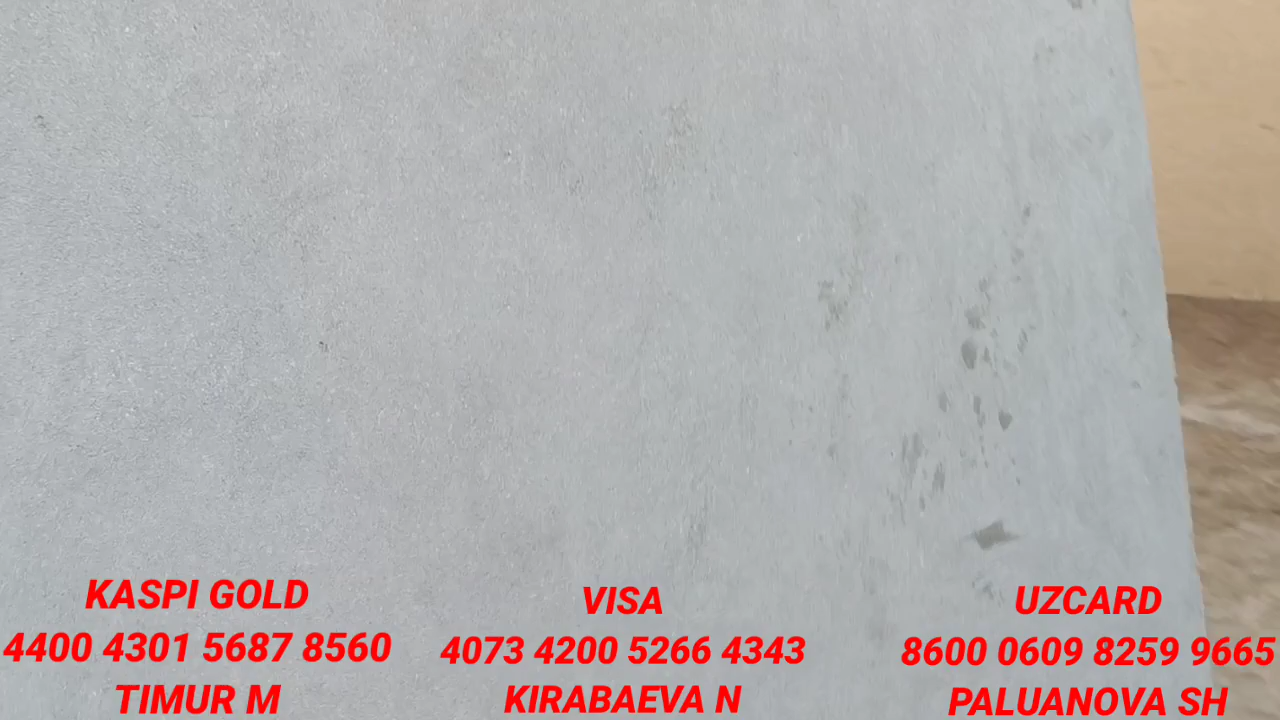 KASPI GOLD
4400 4301 5687 8560
TIMUR M
VISA
4073 4200 5266 4343
KIRABAEVA N
UZCARD
8600 0609 8259 9665
PALUANOVA SH